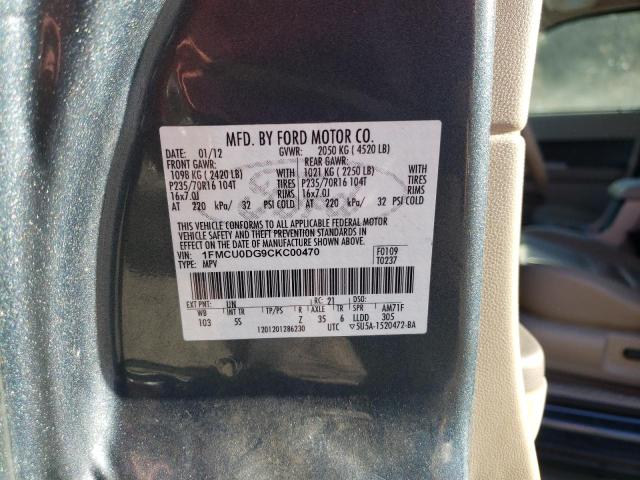 MFD. BY FORD MOTOR CO.
DATE: 01/12 GVWR: 2050 KG ( 4520 LB)
FRONT GAWR: REAR GAWR:
1098 KG ( 2420 LB) 1021 KG ( 2250 LB)
P235/70R16 104T TIRES P235/70R16 104T TIRES
16x7.0J RIMS 16x7.0J RIMS
AT 220 kPa/ 32 PSI COLD AT 220 kPa/ 32 PSI COLD
THIS VEHICLE CONFORMS TO ALL APPLICABLE FEDERAL MOTOR
VEHICLE SAFETY AND THEFT PREVENTION STANDARDS IN
EFFECT ON THE DATE OF MANUFACTURE SHOWN ABOVE.
VIN: 1FMCU0DG9CKC00470 F0109
TYPE: MPV T0237
EXT PNT: UN RC: 21 DSO:
WB INT TR TP/PS R AXLE TR SPR AM71F
103 5S Z 35 6 LLDD 305
1201201286230 UTC ▽5U5A-1520472-BA